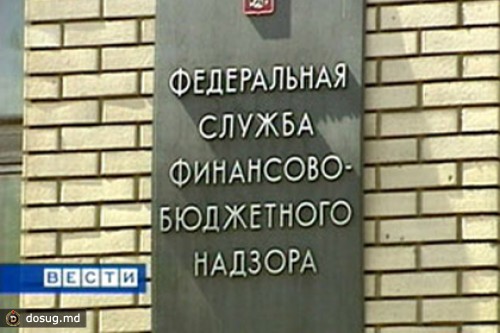 ФЕДЕРАЛЬНАЯ
СЛУЖБА
ФИНАНСОВО-
БЮДЖЕТНОГО
НАДЗОРА
ВЕСТИ
dosug.md